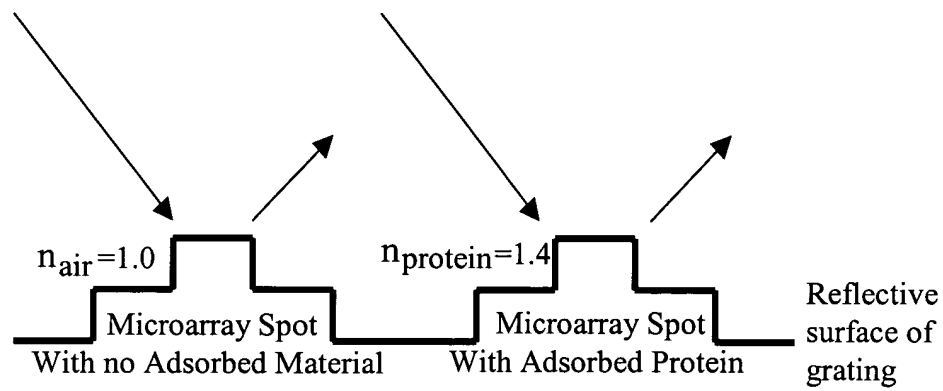 n_air=1.0
n_protein=1.4
Microarray Spot
With no Adsorbed Material
Microarray Spot
With Adsorbed Protein
Reflective
surface of
grating